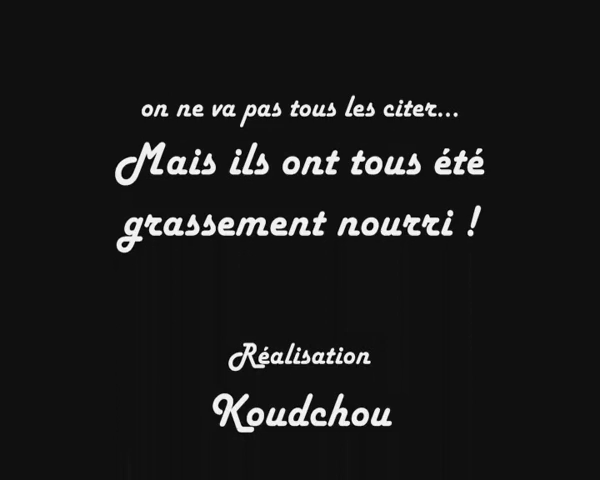 on ne va pas tous les citer...
Mais ils ont tous été
grassement nourri !
Réalisation
Koudchou